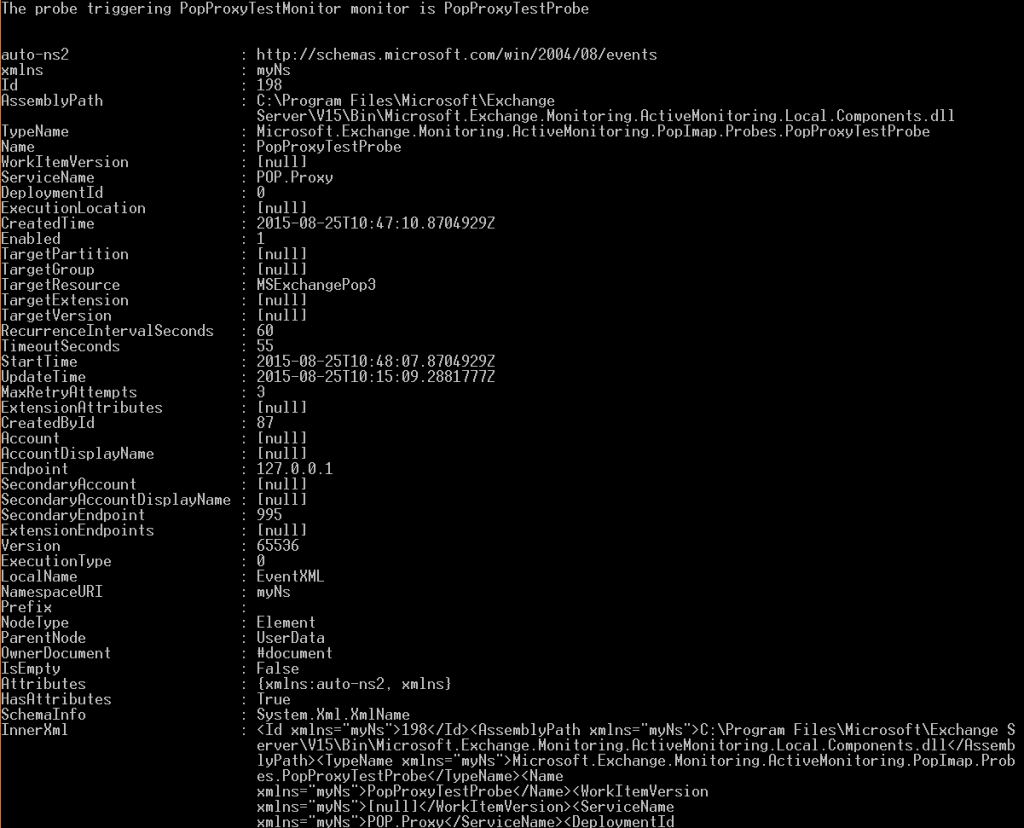 The probe triggering PopProxyTestMonitor monitor is PopProxyTestProbe
auto-ns2 : http://schemas.microsoft.com/win/2004/08/events
xmlns : myNs
Id : 198
AssemblyPath : C:\Program Files\Microsoft\Exchange
Server\V15\Bin\Microsoft.Exchange.Monitoring.ActiveMonitoring.Local.Components.dll
TypeName : Microsoft.Exchange.Monitoring.ActiveMonitoring.PopImap.Probes.PopProxyTestProbe
Name : PopProxyTestProbe
WorkItemVersion : [null]
ServiceName : POP.Proxy
DeploymentId : 0
ExecutionLocation : [null]
CreatedTime : 2015-08-25T10:47:10.8704929Z
Enabled : 1
TargetPartition : [null]
TargetGroup : [null]
TargetResource : MSExchangePop3
TargetExtension : [null]
TargetVersion : [null]
RecurrenceIntervalSeconds : 60
TimeoutSeconds : 55
StartTime : 2015-08-25T10:48:07.8704929Z
UpdateTime : 2015-08-25T10:15:09.2881777Z
MaxRetryAttempts : 3
ExtensionAttributes : [null]
CreatedById : 87
Account : [null]
AccountDisplayName : [null]
Endpoint : 127.0.0.1
SecondaryAccount : [null]
SecondaryAccountDisplayName : [null]
SecondaryEndpoint : 995
ExtensionEndpoints : [null]
Version : 65536
ExecutionType : 0
LocalName : EventXML
NamespaceURI : myNs
Prefix :
NodeType : Element
ParentNode : UserData
OwnerDocument : #document
IsEmpty : False
Attributes : {xmlns:auto-ns2, xmlns}
HasAttributes : True
SchemaInfo : System.Xml.XmlName
InnerXml : <Id xmlns="myNs">198</Id><AssemblyPath xmlns="myNs">C:\Program Files\Microsoft\Exchange S
erver\V15\Bin\Microsoft.Exchange.Monitoring.ActiveMonitoring.Local.Components.dll</Assemb
lyPath><TypeName xmlns="myNs">Microsoft.Exchange.Monitoring.ActiveMonitoring.PopImap.Prob
es.PopProxyTestProbe</TypeName><Name
xmlns="myNs">PopProxyTestProbe</Name><WorkItemVersion
xmlns="myNs">[null]</WorkItemVersion><ServiceName
xmlns="myNs">POP.Proxy</ServiceName><DeploymentId